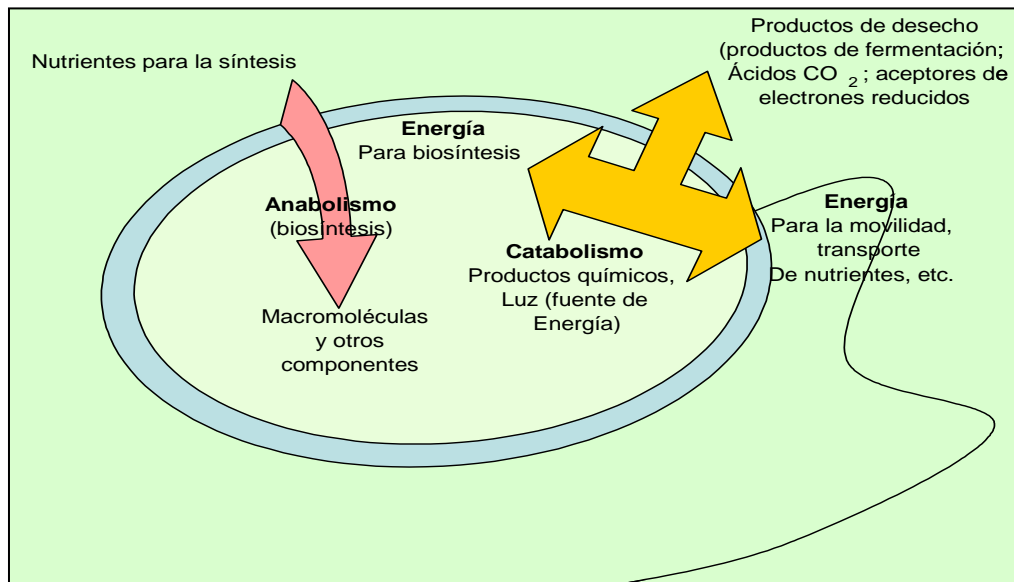 Nutrientes para la síntesis
Productos de desecho
(productos de fermentación;
Ácidos CO 2 ; aceptores de
electrones reducidos
Energía
Para biosíntesis
Anabolismo
(biosíntesis)
Energía
Para la movilidad,
transporte
De nutrientes, etc.
Catabolismo
Productos químicos,
Luz (fuente de
Energía)
Macromoléculas
y otros
componentes